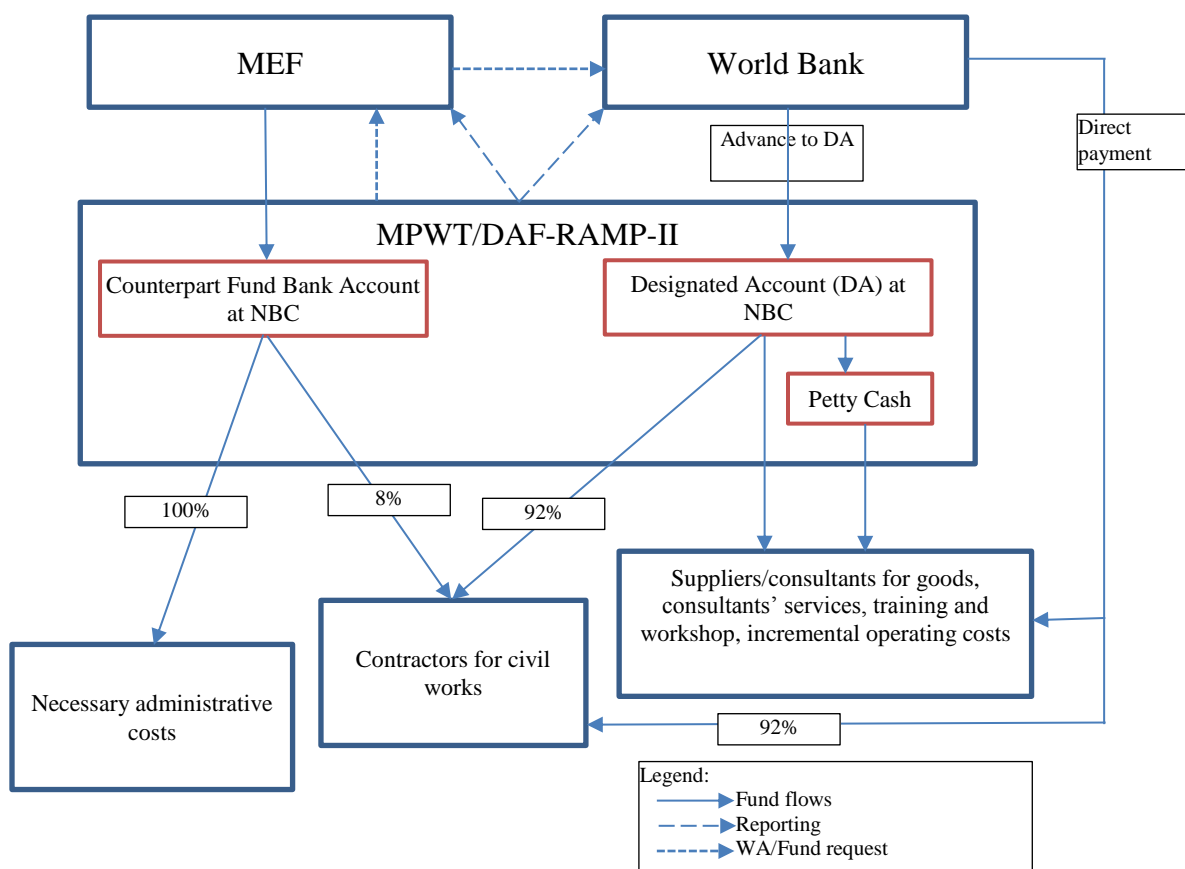 MEF
World Bank
Advance to DA
Direct
payment
MPWT/DAF-RAMP-II
Counterpart Fund Bank Account
at NBC
Designated Account (DA) at
NBC
Petty Cash
100%
8%
92%
Suppliers/consultants for goods,
consultants’ services, training and
workshop, incremental operating costs
Contractors for civil
works
Necessary administrative
costs
92%
Legend:
Fund flows
Reporting
WA/Fund request